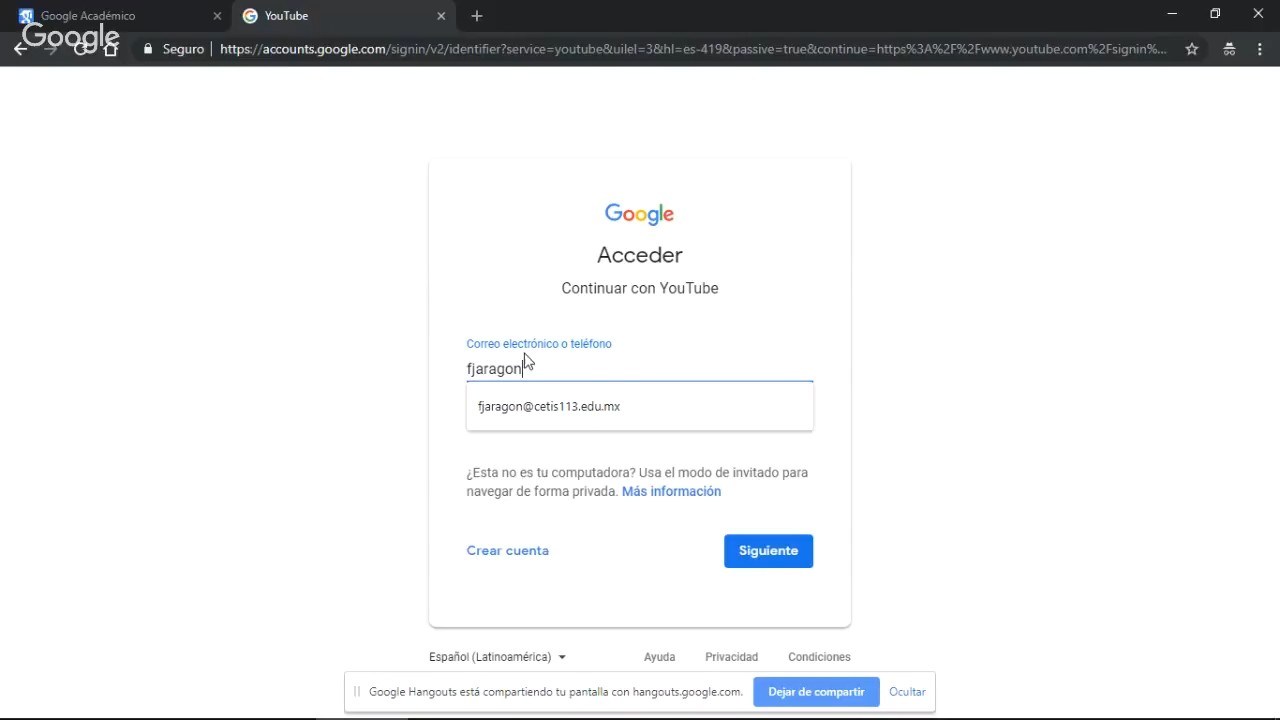 Google Académico
YouTube
Google
Seguro
https://accounts.google.com/signin/v2/identifier?service=youtube&uilel=3&hl=es-419&passive=true&continue=https%3A%2F%2Fwww.youtube.com%2Fsignin%...
Google
Acceder
Continuar con YouTube
Correo electrónico o teléfono
fjaragon
fjaragon@cetis113.edu.mx
¿Esta no es tu computadora? Usa el modo de invitado para
navegar de forma privada. Más información
Crear cuenta
Siguiente
Español (Latinoamérica)
Ayuda
Privacidad
Condiciones
Google Hangouts está compartiendo tu pantalla con hangouts.google.com.
Dejar de compartir
Ocultar